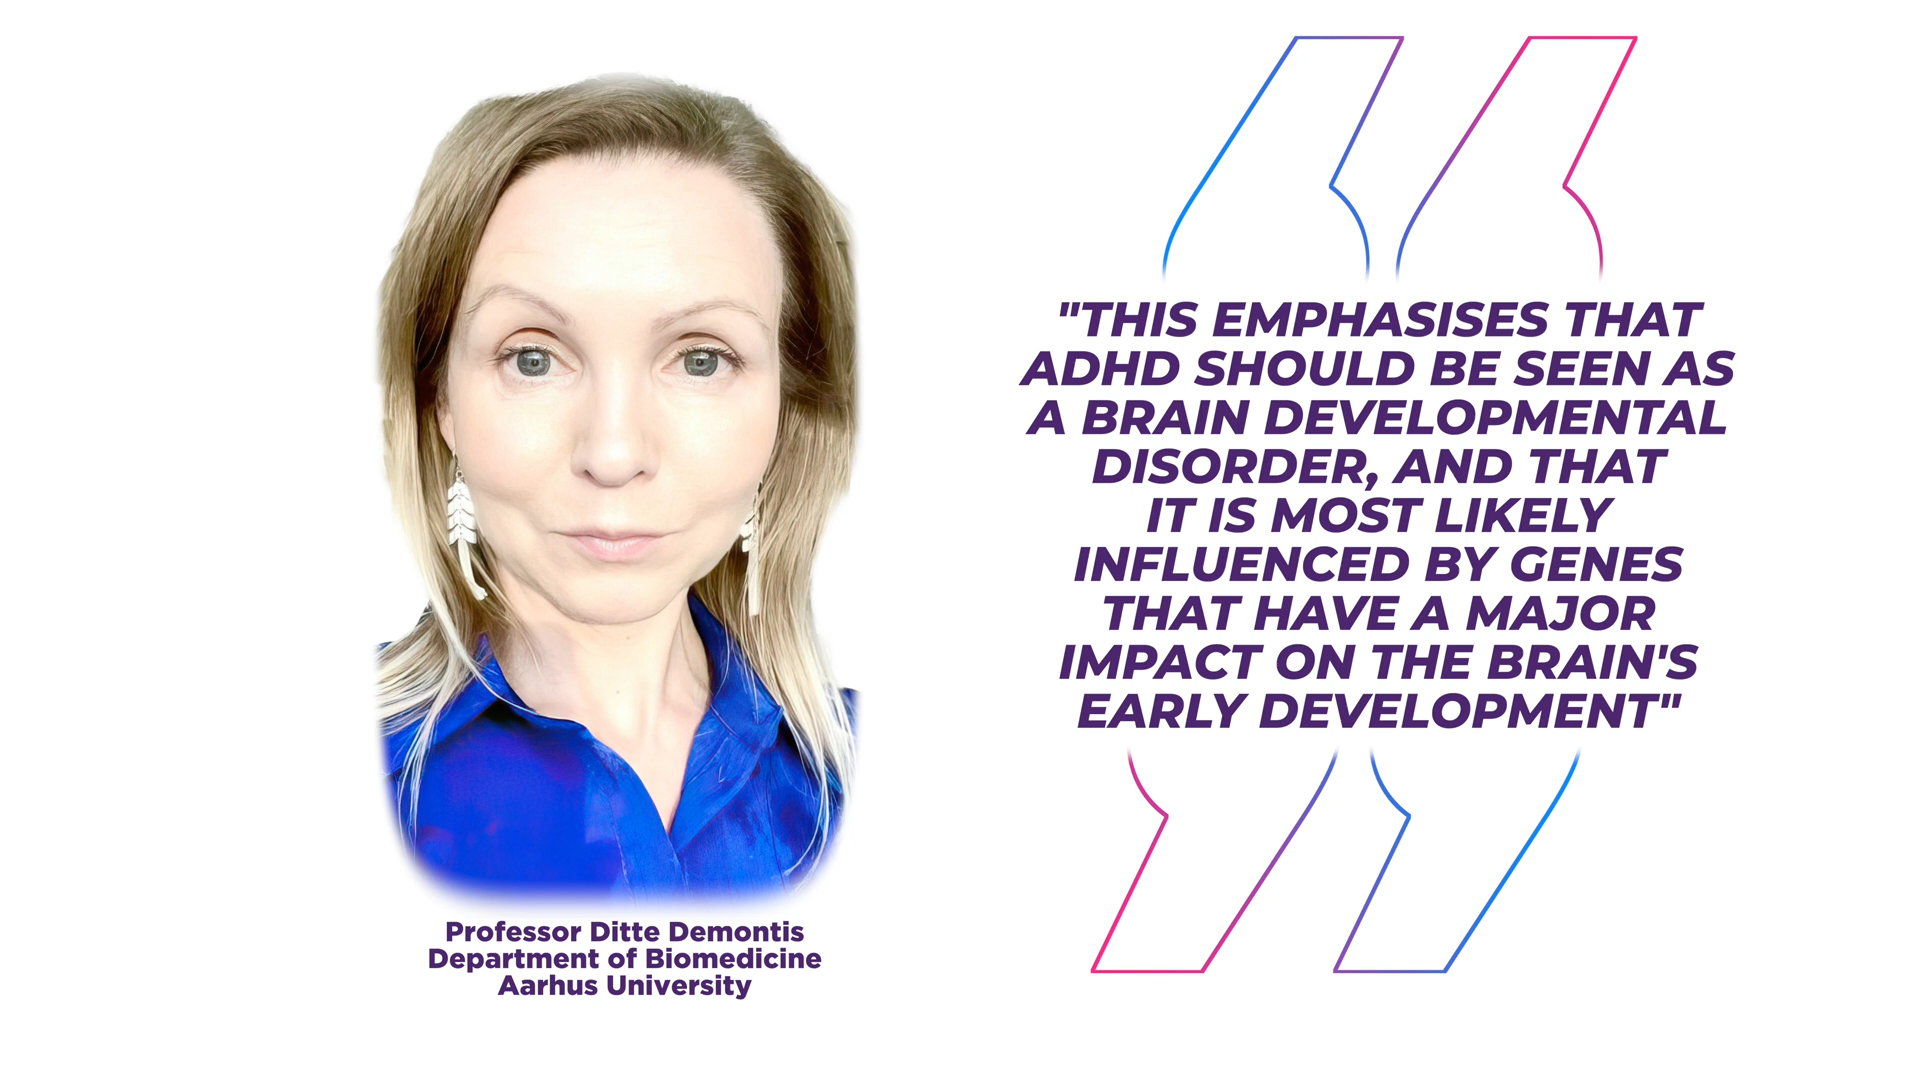 "THIS EMPHASISES THAT
ADHD SHOULD BE SEEN AS
A BRAIN DEVELOPMENTAL
DISORDER, AND THAT
IT IS MOST LIKELY
INFLUENCED BY GENES
THAT HAVE A MAJOR
IMPACT ON THE BRAIN'S
EARLY DEVELOPMENT"
Professor Ditte Demontis
Department of Biomedicine
Aarhus University